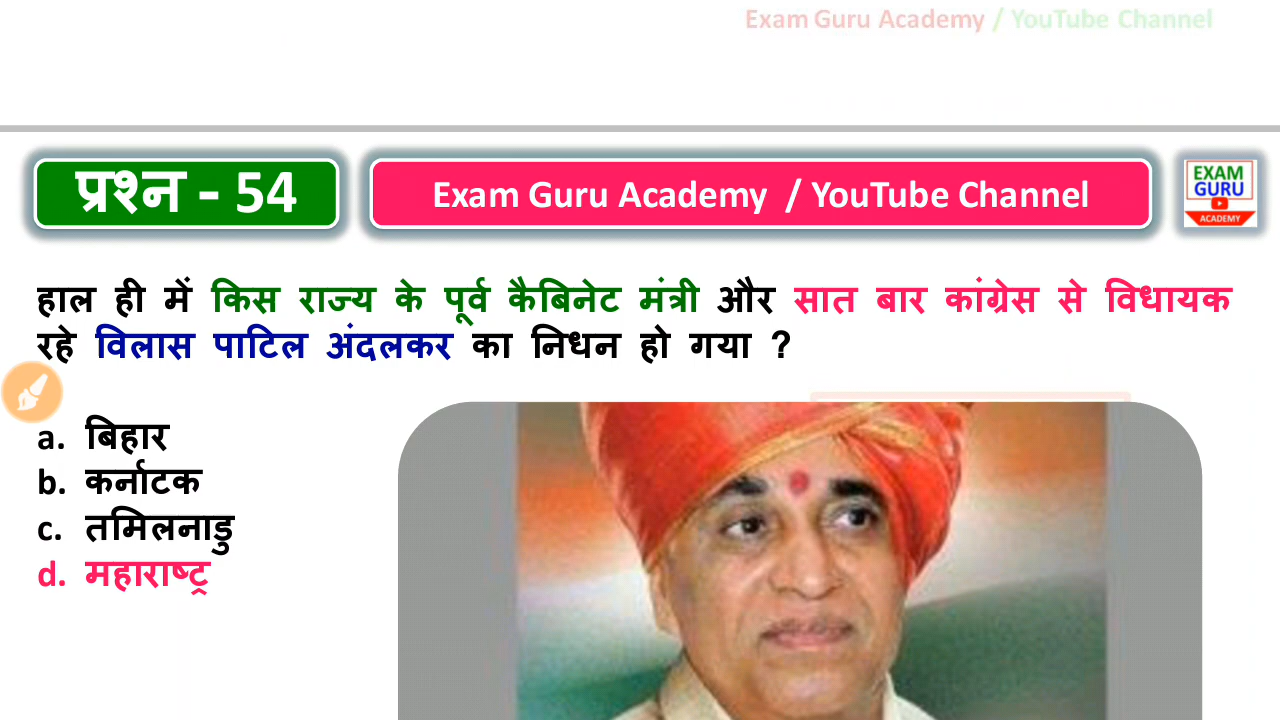 Exam Guru Academy / YouTube Channel
प्रश्न - 54
Exam Guru Academy / YouTube Channel
EXAM
GURU
ACADEMY
हाल ही में किस राज्य के पूर्व कैबिनेट मंत्री और सात बार कांग्रेस से विधायक
रहे विलास पाटिल अंदलकर का निधन हो गया ?
a. बिहार
b. कर्नाटक
c. तमिलनाडु
d. महाराष्ट्र